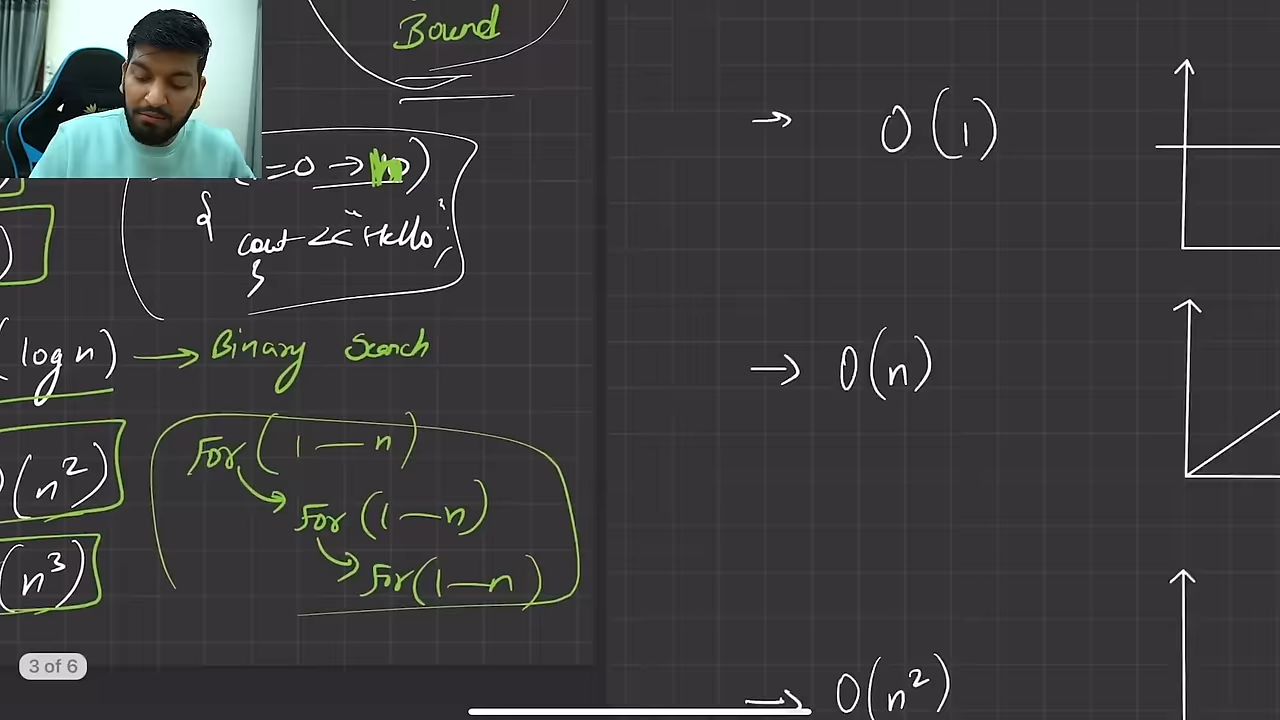 Bound
=0 → n)
{
cout << "Hello";
}
)
(log n) → Binary Search
(n²)
(n³)
For (1 — n)
For (1 — n)
For (1 — n)
3 of 6
→ O(1)
→ O(n)
→ O(n²)